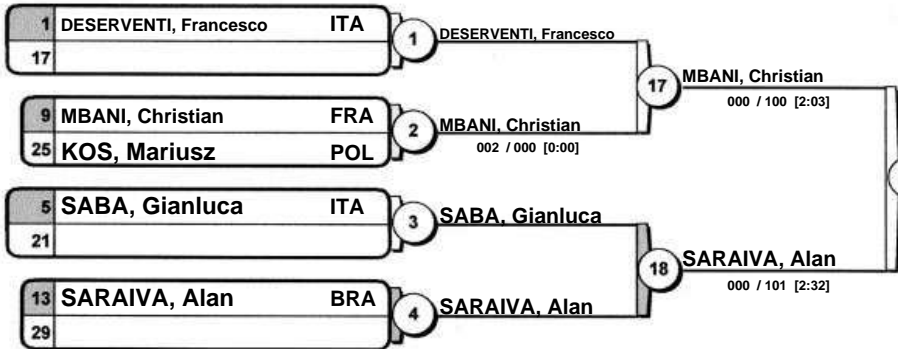 1 DESERVENTI, Francesco ITA
17
1
DESERVENTI, Francesco
9 MBANI, Christian FRA
25 KOS, Mariusz POL
2
MBANI, Christian
002 / 000 [0:00]
17
MBANI, Christian
000 / 100 [2:03]
5 SABA, Gianluca ITA
21
3
SABA, Gianluca
13 SARAIVA, Alan BRA
29
4
SARAIVA, Alan
18
SARAIVA, Alan
000 / 101 [2:32]